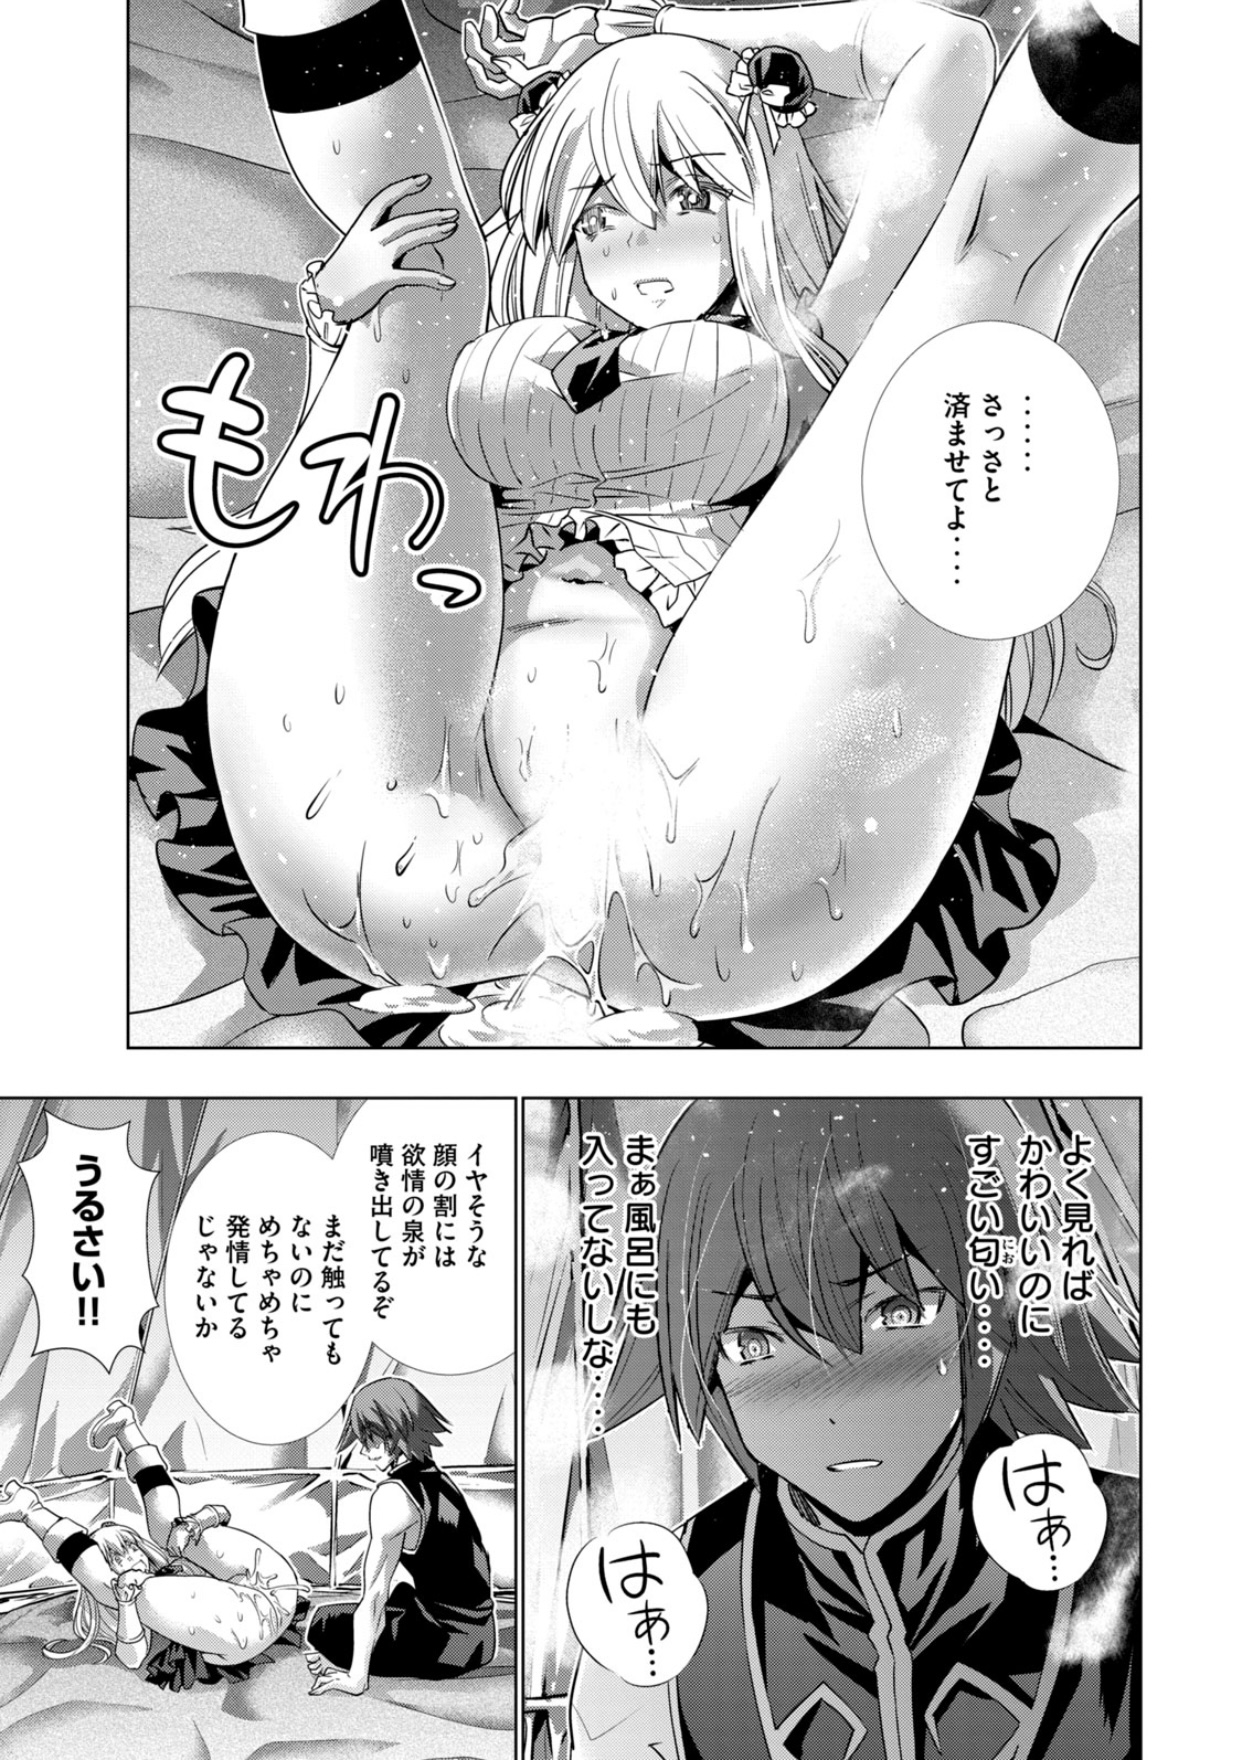 ‥‥‥
さっさと
済ませてよ‥‥
もわっ
よく見れば
かわいいのに
すごい匂い‥‥
にお
まぁ風呂にも
入ってないしな‥‥
はぁ…
はぁ…
イヤそうな
顔の割には
欲情の泉が
噴き出してるぞ
まだ触っても
ないのに
めちゃめちゃ
発情してる
じゃないか
うるさい!!